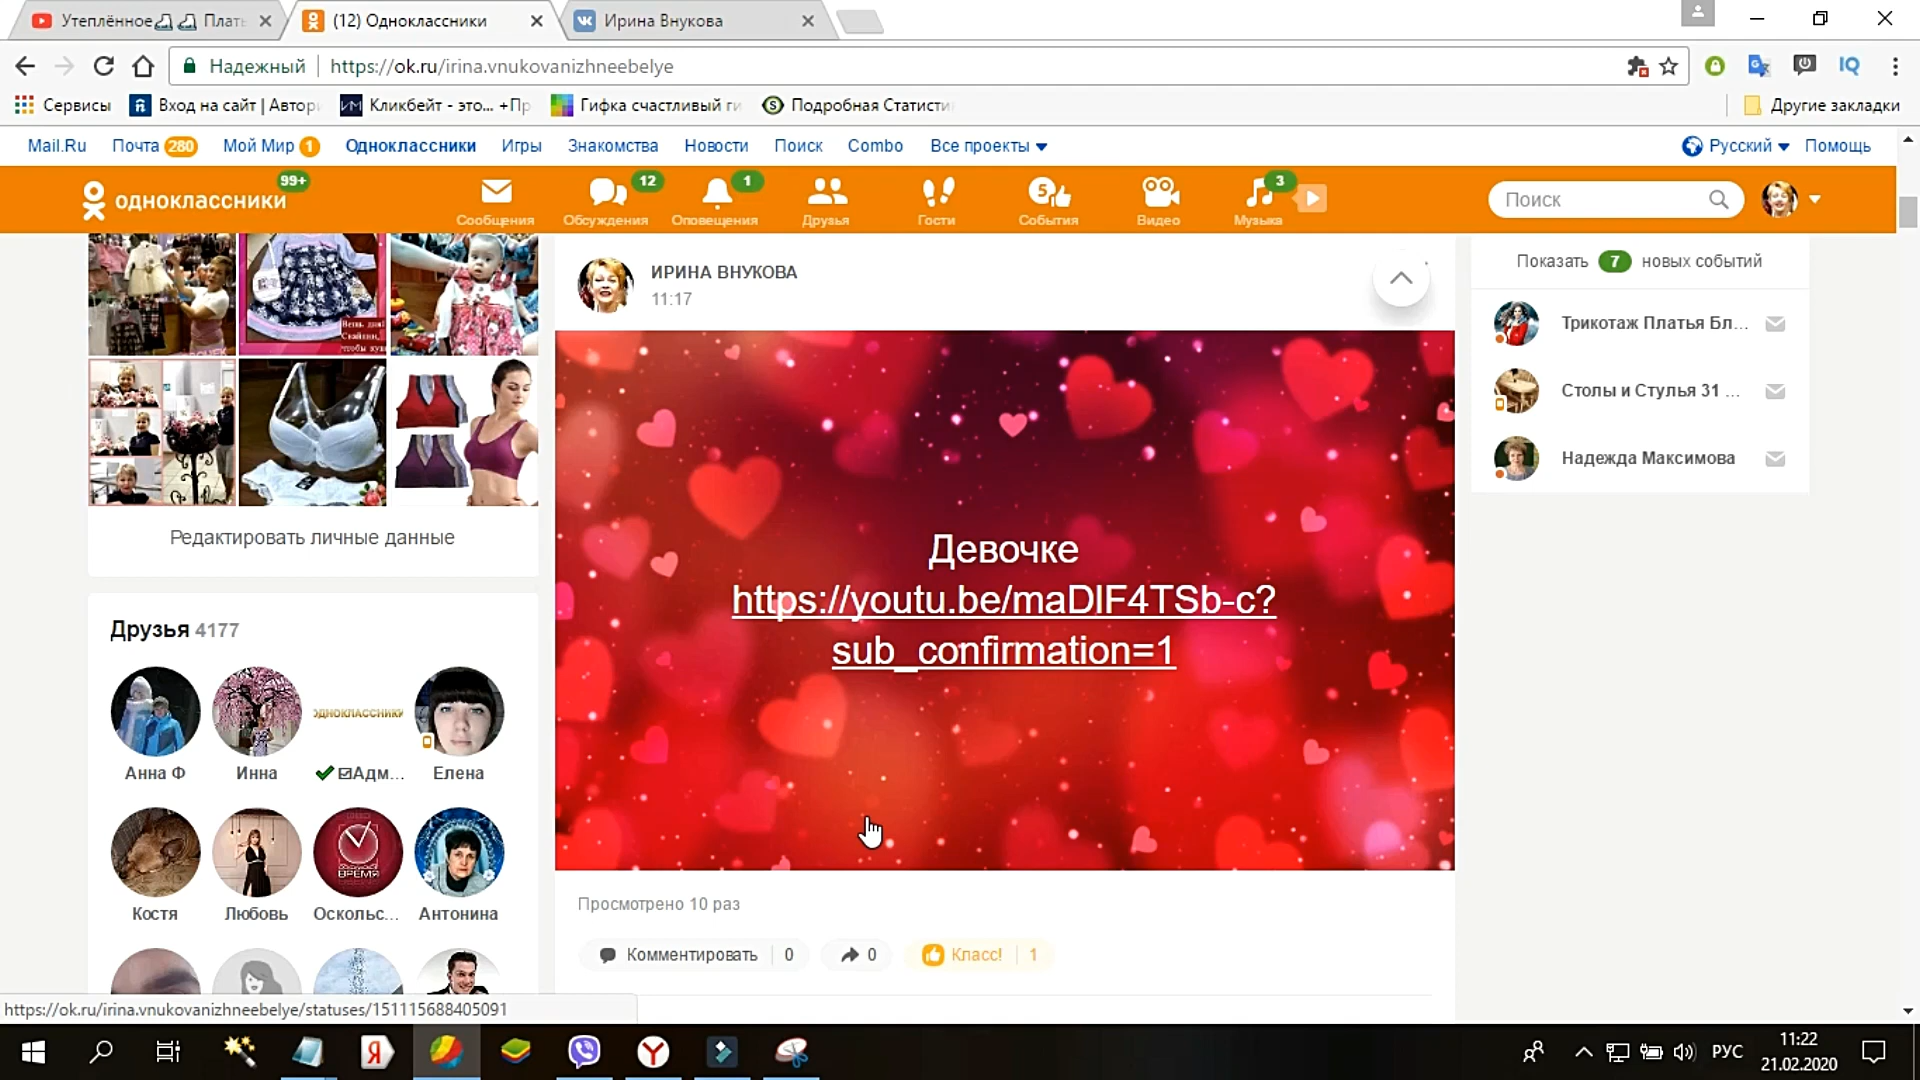 Утеплённое
(12) Одноклассники
Ирина Внукова
Надежный
https://ok.ru/irina.vnukovanizhneebelye
IQ
Сервисы
Вход на сайт | Автори
Кликбейт - это... +Пр
Гифка счастливый ги
Подробная Статисти
Другие закладки
Mail.Ru
Почта 280
Мой Мир 1
Одноклассники
Игры
Знакомства
Новости
Поиск
Combo
Все проекты
Русский
Помощь
одноклассники 99+
Сообщения
Обсуждения 12
Оповещения 1
Друзья
Гости
События 5
Видео
Музыка 3
Поиск
ИРИНА ВНУКОВА
11:17
Показать 7 новых событий
Трикотаж Платья Бл...
Столы и Стулья 31 ...
Надежда Максимова
Редактировать личные данные
Девочке
https://youtu.be/maDlF4TSb-c?
sub_confirmation=1
Друзья 4177
ОДНОКЛАССНИКИ
Анна Ф
Инна
Адм...
Елена
ВРЕМЯ
Костя
Любовь
Оскольс...
Антонина
Просмотрено 10 раз
Комментировать 0
0
Класс! 1
https://ok.ru/irina.vnukovanizhneebelye/statuses/151115688405091
РУС
11:22
21.02.2020